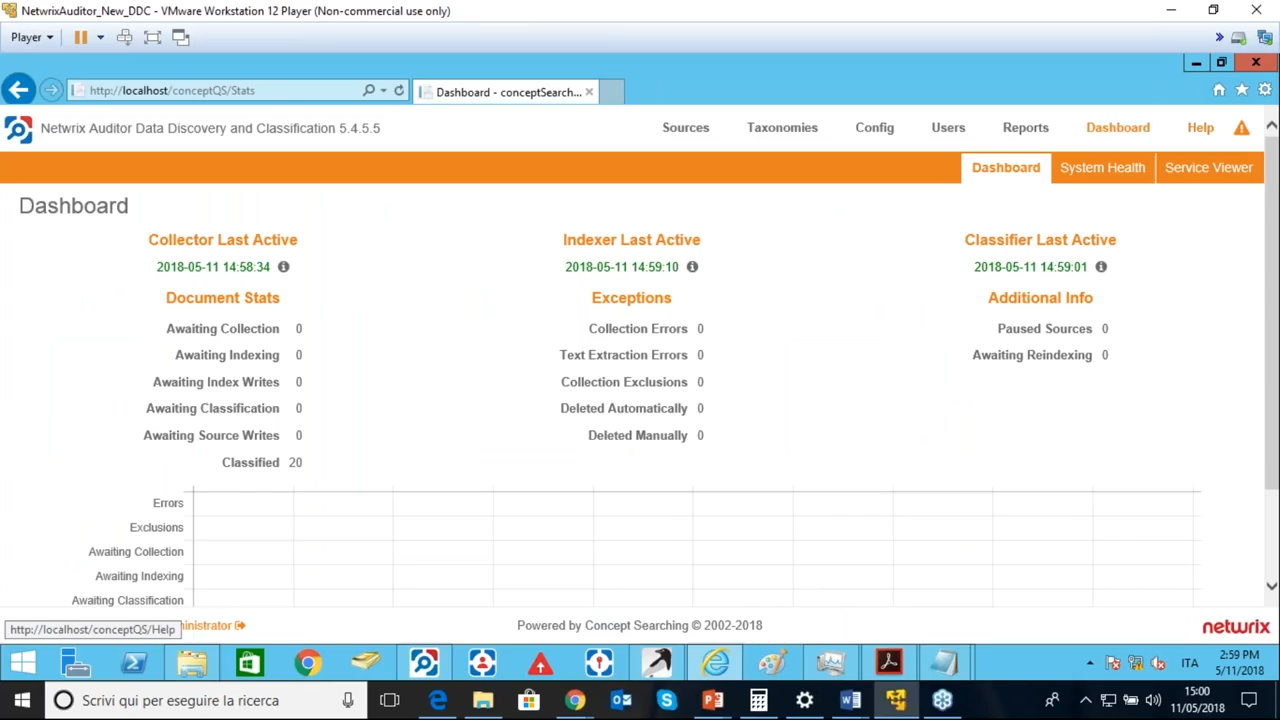 NetwrixAuditor_New_DDC - VMware Workstation 12 Player (Non-commercial use only)
Player
http://localhost/conceptQS/Stats
Dashboard - conceptSearch...
Netwrix Auditor Data Discovery and Classification 5.4.5.5
Sources Taxonomies Config Users Reports Dashboard Help
Dashboard System Health Service Viewer
Dashboard
Collector Last Active Indexer Last Active Classifier Last Active
2018-05-11 14:58:34 2018-05-11 14:59:10 2018-05-11 14:59:01
Document Stats Exceptions Additional Info
Awaiting Collection 0 Collection Errors 0 Paused Sources 0
Awaiting Indexing 0 Text Extraction Errors 0 Awaiting Reindexing 0
Awaiting Index Writes 0 Collection Exclusions 0
Awaiting Classification 0 Deleted Automatically 0
Awaiting Source Writes 0 Deleted Manually 0
Classified 20
Errors
Exclusions
Awaiting Collection
Awaiting Indexing
Awaiting Classification
http://localhost/conceptQS/Help ministrator Powered by Concept Searching © 2002-2018 netwrix
ITA 2:59 PM
5/11/2018
Scrivi qui per eseguire la ricerca 15:00
11/05/2018